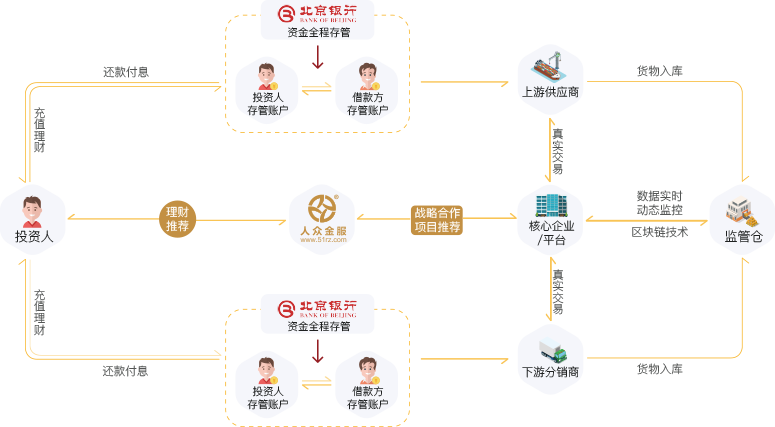 北京银行
BANK OF BEIJING
资金全程存管
还款付息
投资人
存管账户
借款方
存管账户
上游供应商
货物入库
充值理财
真实交易
投资人
理财
推荐
人众金服
www.51rz.com
战略合作
项目推荐
核心企业
/平台
数据实时
动态监控
区块链技术
监管仓
充值理财
真实交易
北京银行
BANK OF BEIJING
资金全程存管
还款付息
投资人
存管账户
借款方
存管账户
下游分销商
货物入库